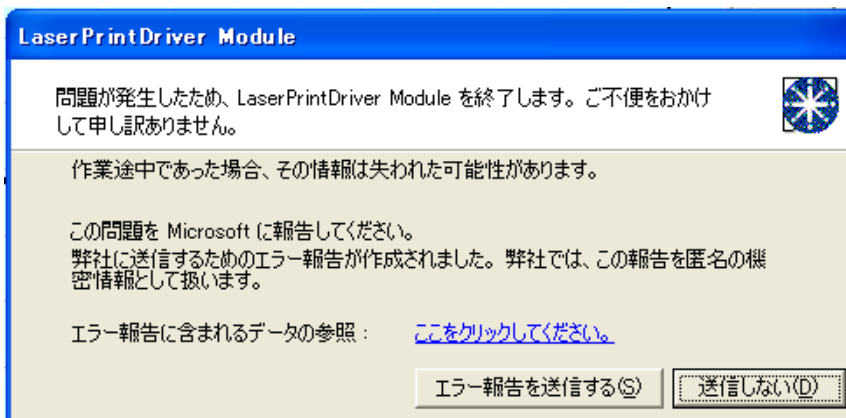 LaserPrintDriver Module
問題が発生したため、LaserPrintDriver Module を終了します。ご不便をおかけ
して申し訳ありません。
作業途中であった場合、その情報は失われた可能性があります。
この問題を Microsoft に報告してください。
弊社に送信するためのエラー報告が作成されました。弊社では、この報告を匿名の機
密情報として扱います。
エラー報告に含まれるデータの参照： ここをクリックしてください。
エラー報告を送信する(S) 送信しない(D)